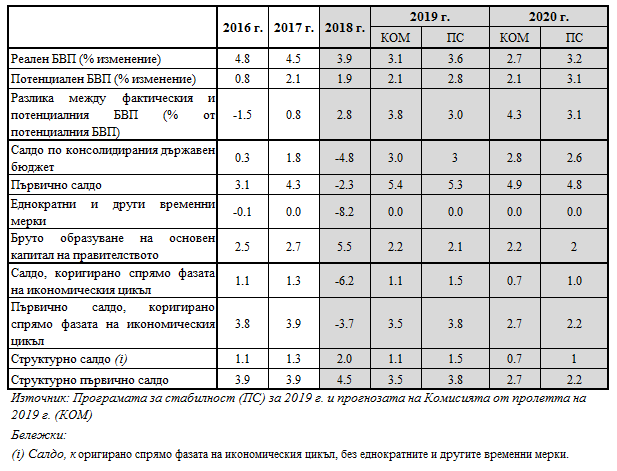 2016 г. 2017 г. 2018 г. 2019 г. 2020 г.
КОМ ПС КОМ ПС
Реален БВП (% изменение) 4.8 4.5 3.9 3.1 3.6 2.7 3.2
Потенциален БВП (% изменение) 0.8 2.1 1.9 2.1 2.8 2.1 3.1
Разлика между фактическия и
потенциалния БВП (% от
потенциалния БВП) -1.5 0.8 2.8 3.8 3.0 4.3 3.1
Салдо по консолидирания държавен
бюджет 0.3 1.8 -4.8 3.0 3 2.8 2.6
Първично салдо 3.1 4.3 -2.3 5.4 5.3 4.9 4.8
Еднократни и други временни
мерки -0.1 0.0 -8.2 0.0 0.0 0.0 0.0
Бруто образуване на основен
капитал на правителството 2.5 2.7 5.5 2.2 2.1 2.2 2
Салдо, коригирано спрямо фазата
на икономическия цикъл 1.1 1.3 -6.2 1.1 1.5 0.7 1.0
Първично салдо, коригирано
спрямо фазата на икономическия
цикъл 3.8 3.9 -3.7 3.5 3.8 2.7 2.2
Структурно салдо (i) 1.1 1.3 2.0 1.1 1.5 0.7 1
Структурно първично салдо 3.9 3.9 4.5 3.5 3.8 2.7 2.2
Източник: Програмата за стабилност (ПС) за 2019 г. и прогнозата на Комисията от пролетта на
2019 г. (КОМ)
Бележки:
(i) Салдо, к оригирано спрямо фазата на икономическия цикъл, без еднократните и другите временни мерки.